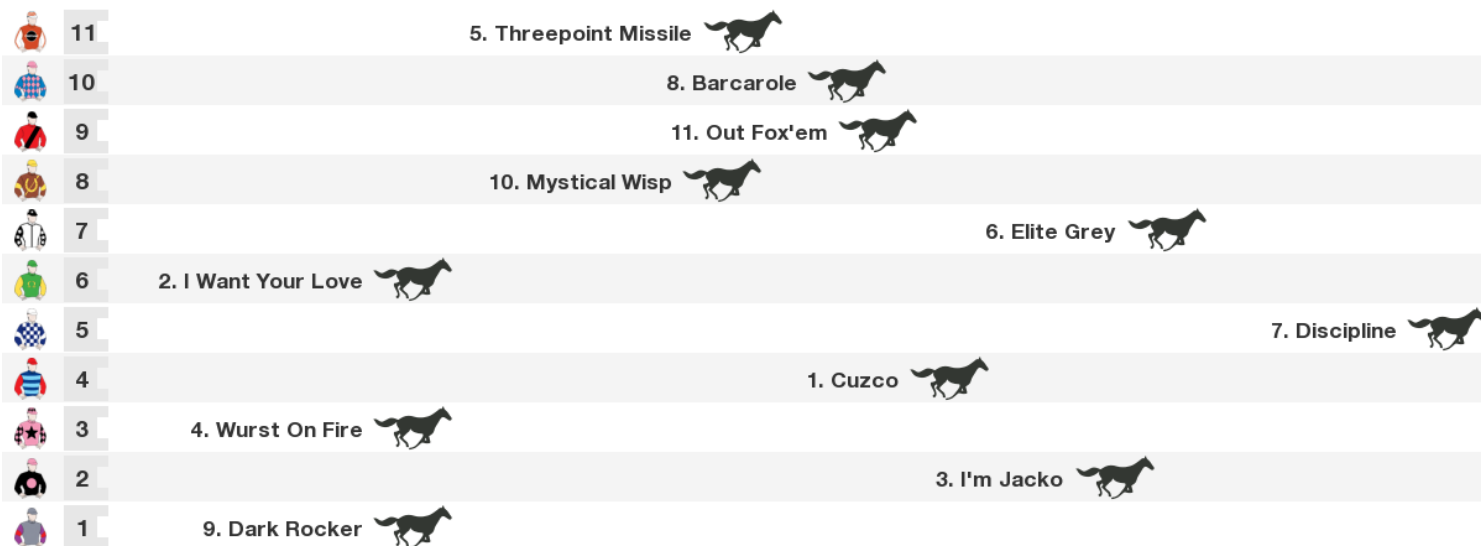 11 5. Threepoint Missile
10 8. Barcarole
9 11. Out Fox'em
8 10. Mystical Wisp
7 6. Elite Grey
6 2. I Want Your Love
5 7. Discipline
4 1. Cuzco
3 4. Wurst On Fire
2 3. I'm Jacko
1 9. Dark Rocker